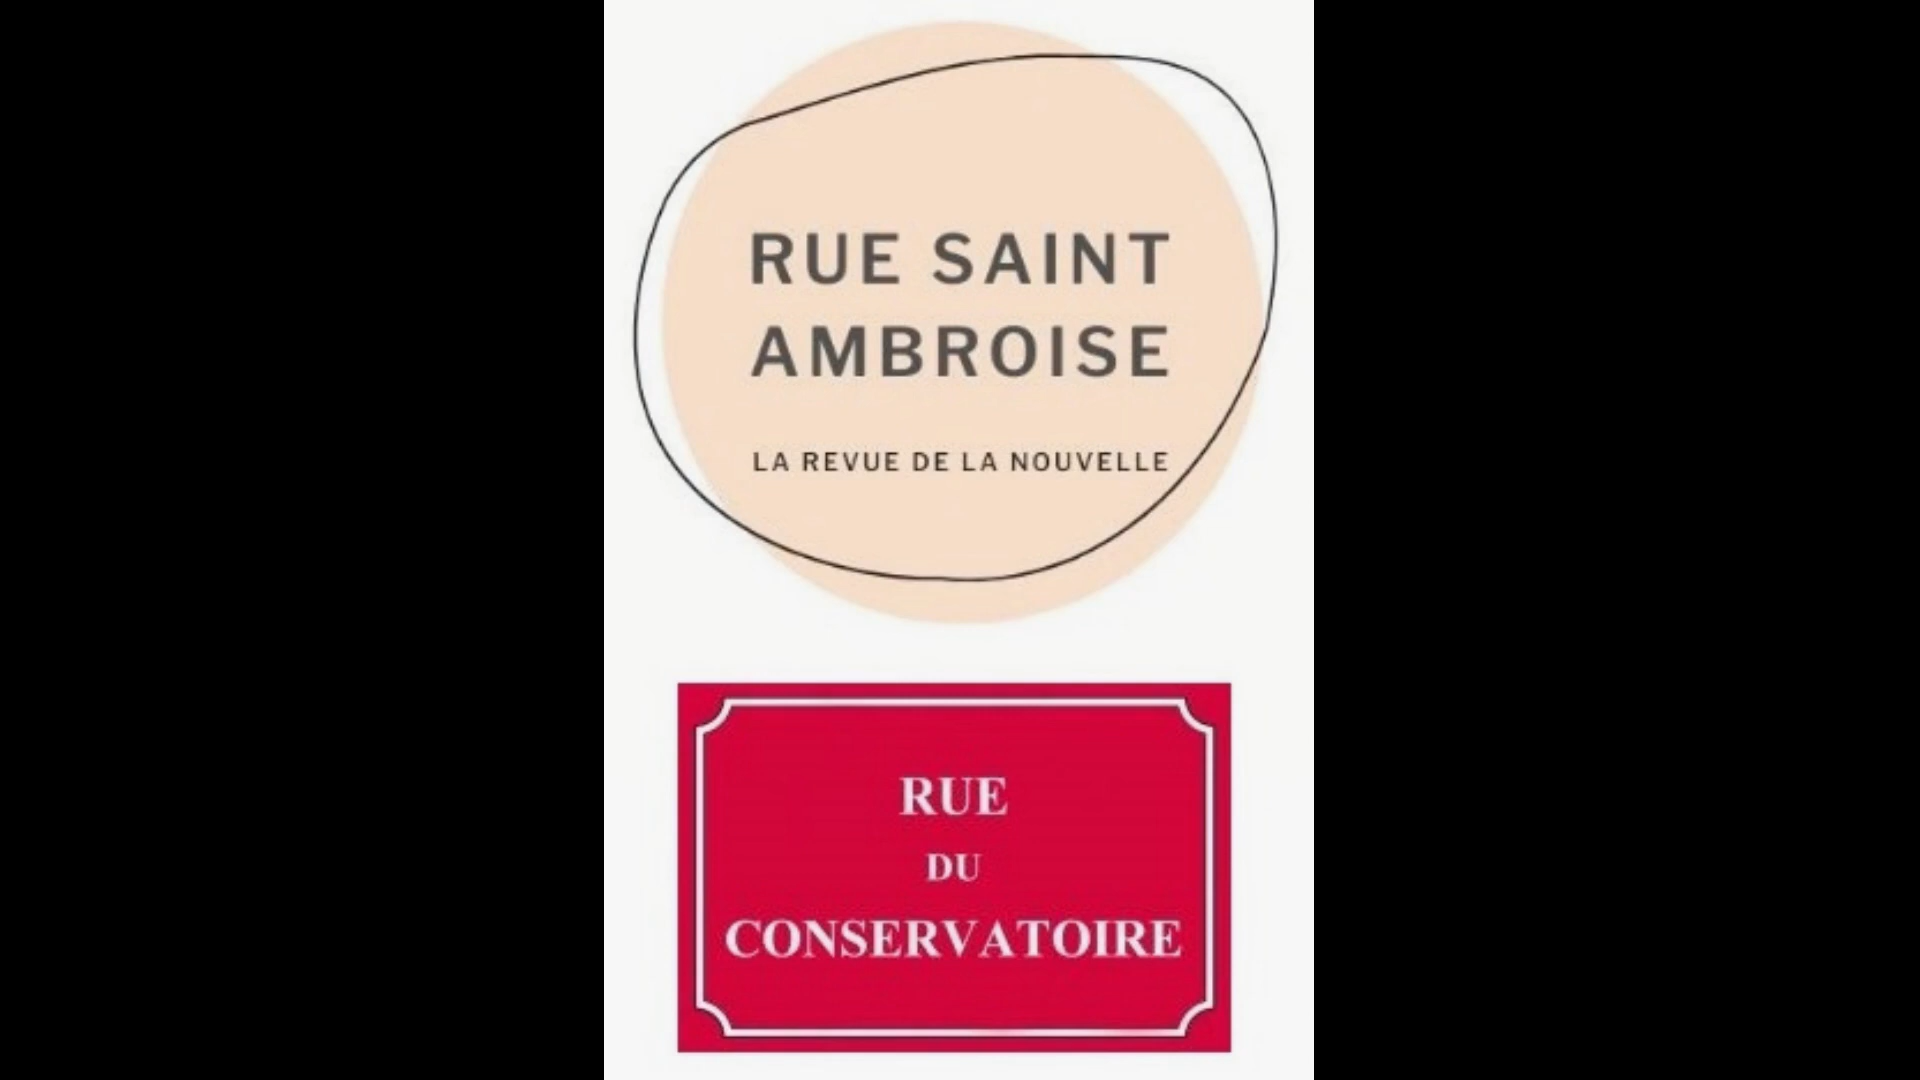 RUE SAINT
AMBROISE
LA REVUE DE LA NOUVELLE
RUE
DU
CONSERVATOIRE